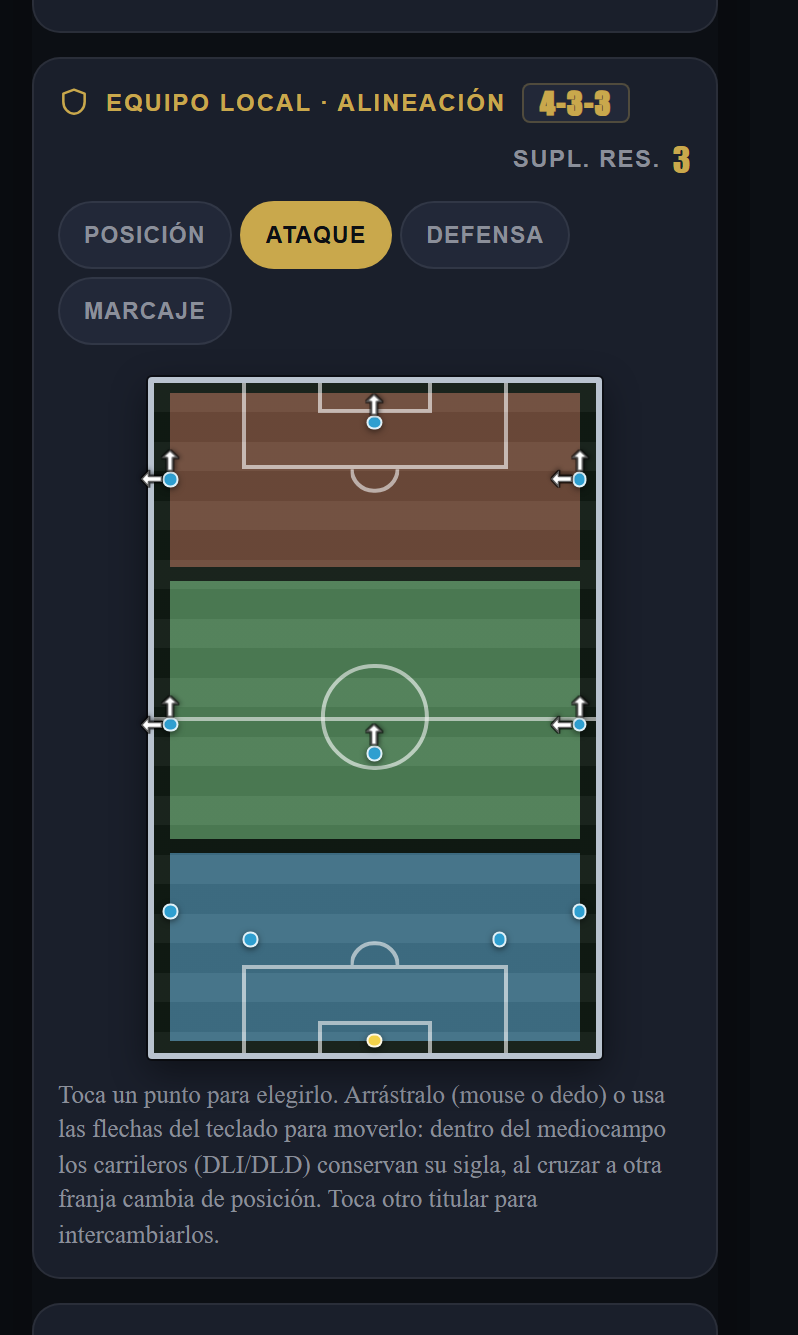 EQUIPO LOCAL · ALINEACIÓN 4-3-3
SUPL. RES. 3
POSICIÓN ATAQUE DEFENSA
MARCAJE
Toca un punto para elegirlo. Arrástralo (mouse o dedo) o usa
las flechas del teclado para moverlo: dentro del mediocampo
los carrileros (DLI/DLD) conservan su sigla, al cruzar a otra
franja cambia de posición. Toca otro titular para
intercambiarlos.